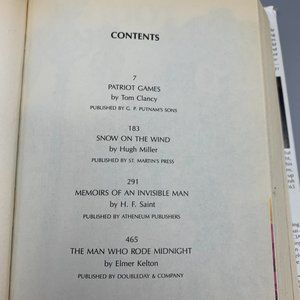 CONTENTS
7
PATRIOT GAMES
by Tom Clancy
PUBLISHED BY G. P. PUTNAM'S SONS
183
SNOW ON THE WIND
by Hugh Miller
PUBLISHED BY ST. MARTIN'S PRESS
291
MEMOIRS OF AN INVISIBLE MAN
by H. F. Saint
PUBLISHED BY ATHENEUM PUBLISHERS
465
THE MAN WHO RODE MIDNIGHT
by Elmer Kelton
PUBLISHED BY DOUBLEDAY & COMPANY